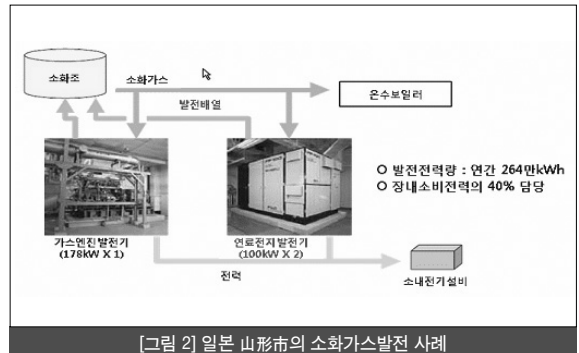 소화조
소화가스
발전배열
온수보일러
가스엔진발전기
(178kW X 1)
연료전지발전기
(100kW X 2)
○ 발전전력량 : 연간 264만kWh
○ 장내소비전력의 40% 담당
전력
소내전기설비
[그림 2] 일본 山形市의 소화가스발전 사례